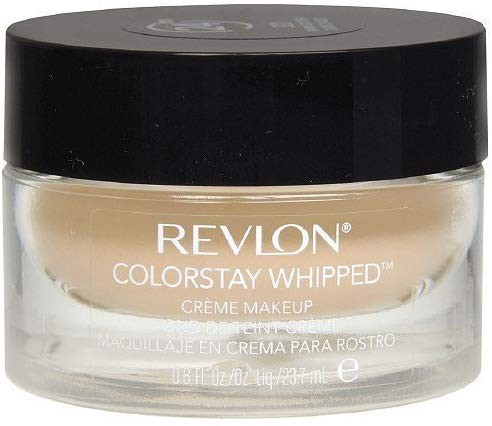 REVLON®
COLORSTAY WHIPPED™
CRÈME MAKEUP
FOND DE TEINT CRÈME
MAQUILLAJE EN CREMA PARA ROSTRO
0.8 Fl. Oz/Oz. Liq./23.7 mL e